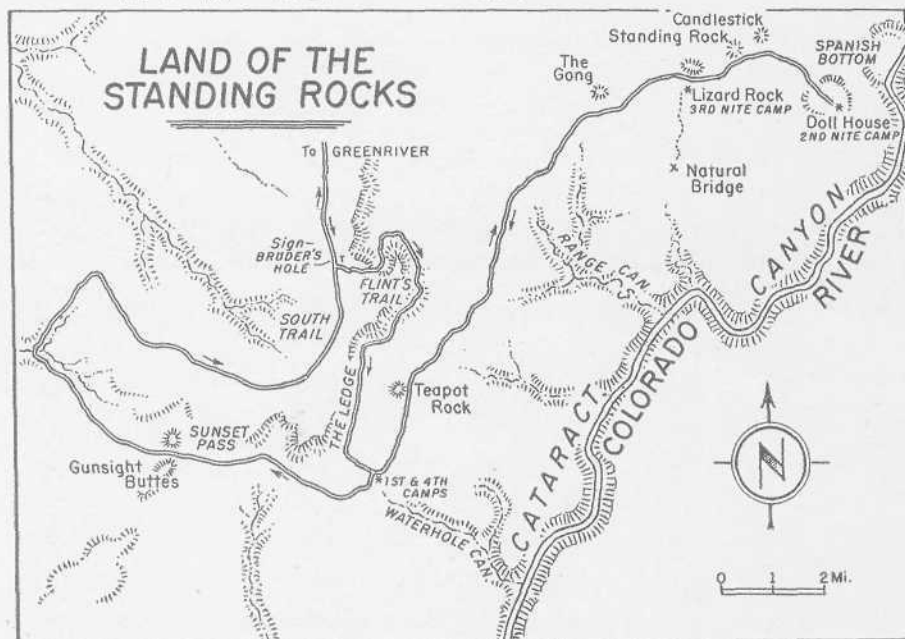 LAND OF THE
STANDING ROCKS
Candlestick
Standing Rock
SPANISH
BOTTOM
The
Gong
Lizard Rock
3RD NITE CAMP
Doll House
2ND NITE CAMP
To GREENRIVER
Natural
Bridge
Sign-
BRUDER'S
HOLE
FLINT'S
TRAIL
RANGE CAN.
SOUTH
TRAIL
CANYON
RIVER
COLORADO
CATARACT
THE LEDGE
Teapot
Rock
SUNSET
PASS
Gunsight
Buttes
1ST & 4TH
CAMPS
WATERHOLE CAN.
N
0 1 2 Mi.